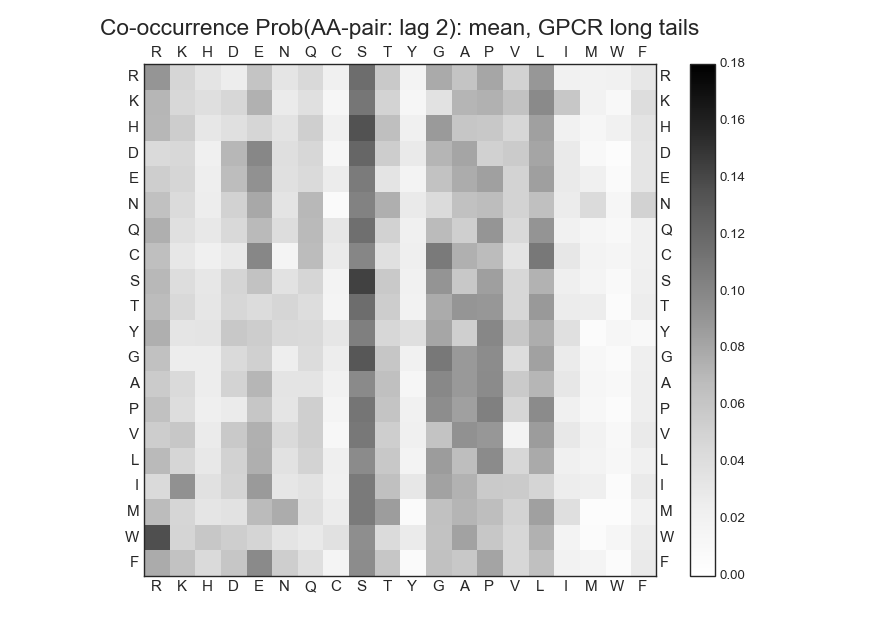 Co-occurrence Prob(AA-pair: lag 2): mean, GPCR long tails
R K H D E N Q C S T Y G A P V L I M W F
R R
K K
H H
D D
E E
N N
Q Q
C C
S S
T T
Y Y
G G
A A
P P
V V
L L
I I
M M
W W
F F
R K H D E N Q C S T Y G A P V L I M W F
0.18
0.16
0.14
0.12
0.10
0.08
0.06
0.04
0.02
0.00